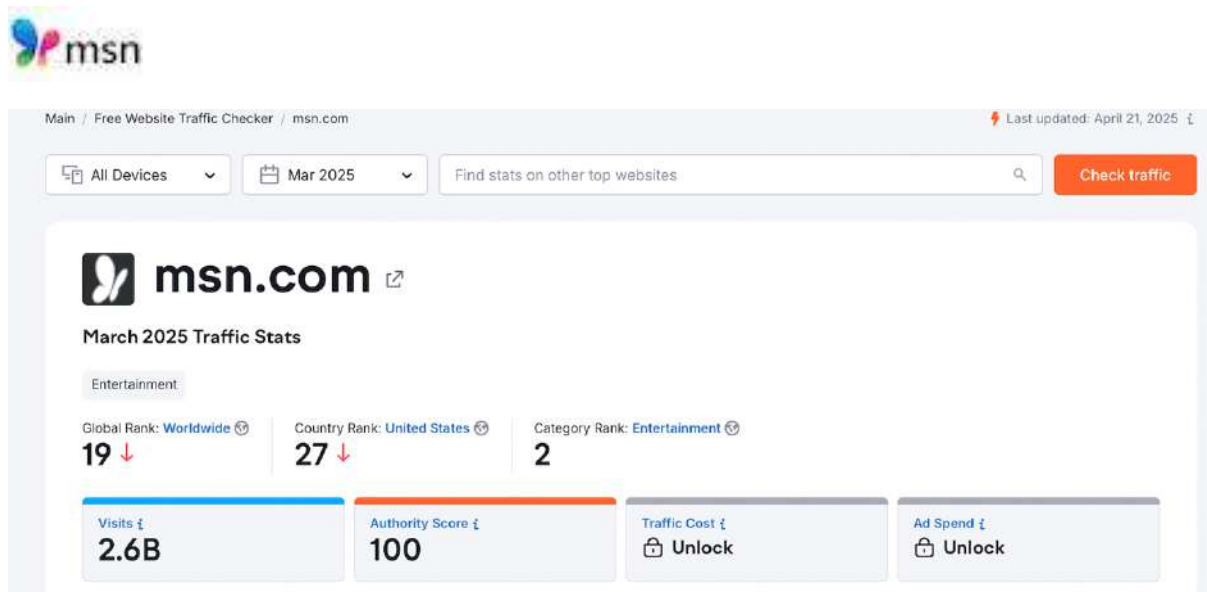 msn
Main / Free Website Traffic Checker / msn.com
Last updated: April 21, 2025 i
All Devices
Mar 2025
Find stats on other top websites
Check traffic
msn.com
March 2025 Traffic Stats
Entertainment
Global Rank: Worldwide
Country Rank: United States
Category Rank: Entertainment
19 ↓
27 ↓
2
Visits i
Authority Score i
Traffic Cost i
Ad Spend i
2.6B
100
Unlock
Unlock